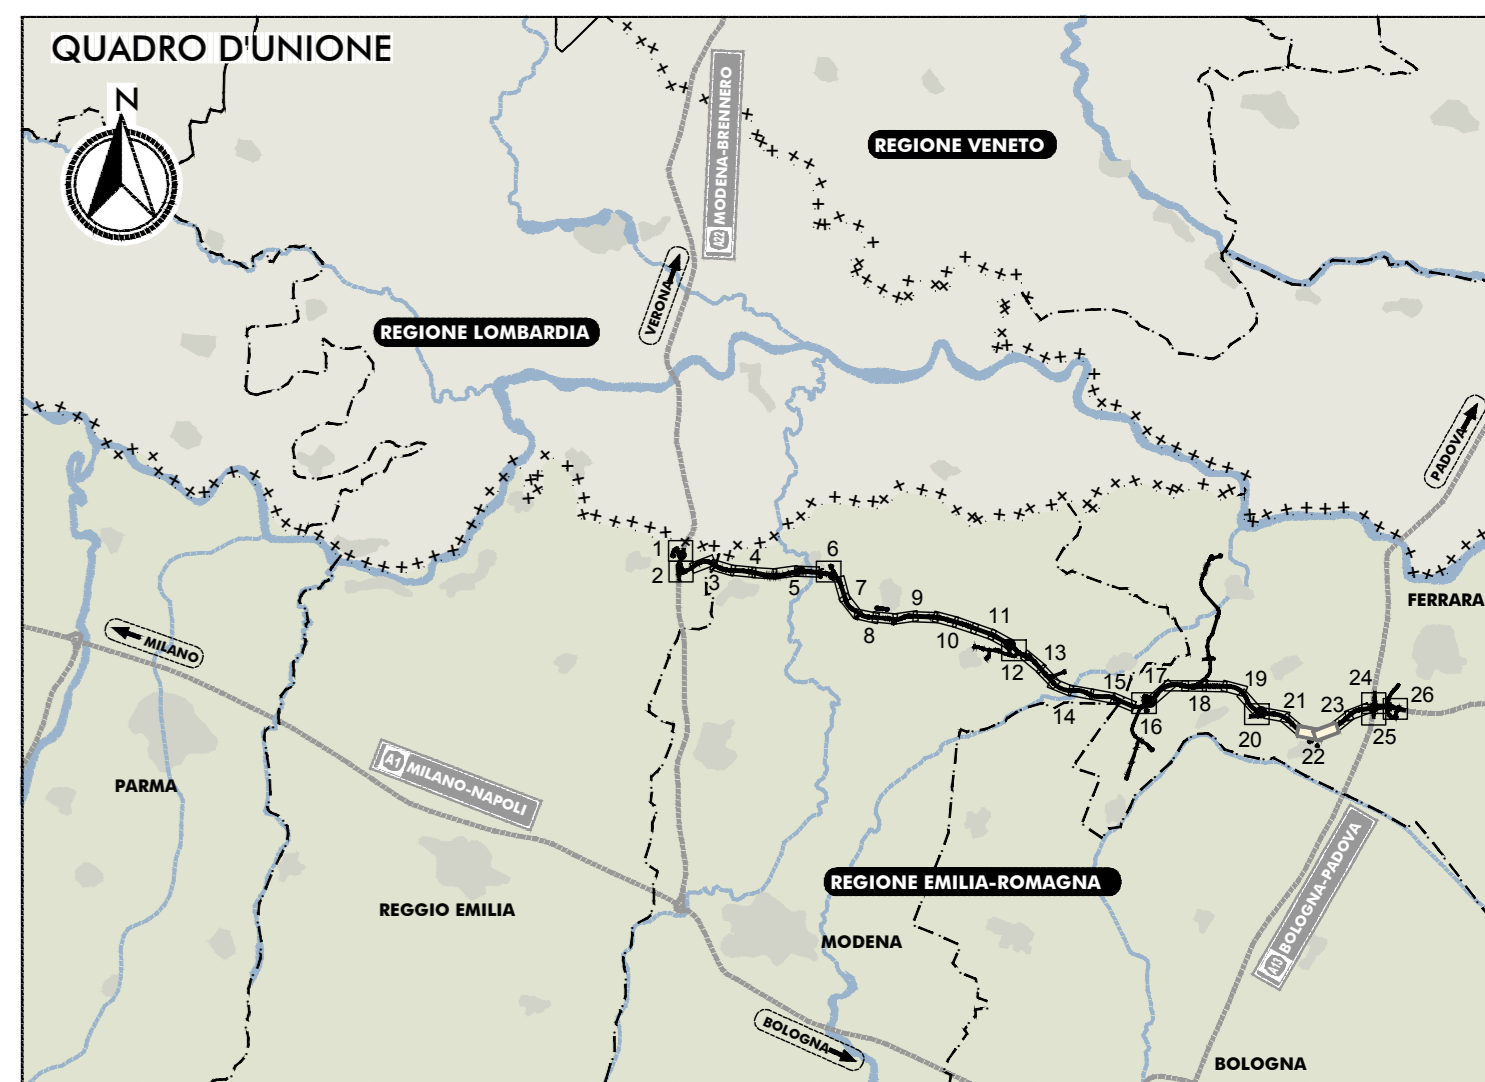 QUADRO D'UNIONE
N
A22 MODENA-BRENNERO
REGIONE VENETO
VERONA
REGIONE LOMBARDIA
PADOVA
1
2
3
4
5
6
7
8
9
10
11
12
13
14
15
16
17
18
19
20
21
22
23
24
25
26
FERRARA
MILANO
A1 MILANO-NAPOLI
PARMA
REGGIO EMILIA
REGIONE EMILIA-ROMAGNA
MODENA
A13 BOLOGNA-PADOVA
BOLOGNA
BOLOGNA